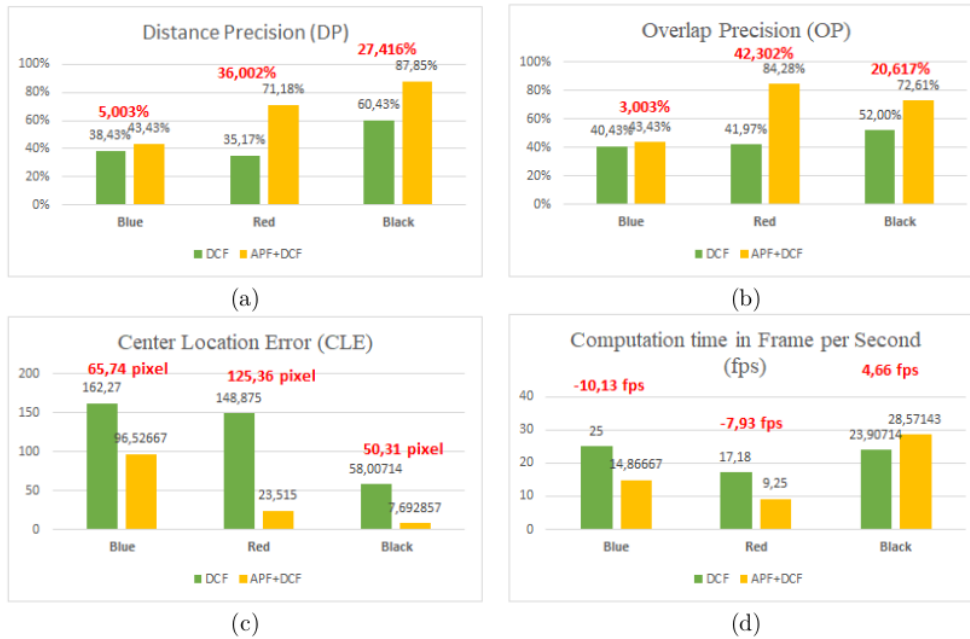 Distance Precision (DP)
27,416%
36,002%
5,003%
100%
80%
60%
40%
20%
0%
38,43%
43,43%
35,17%
71,18%
60,43%
87,85%
Blue
Red
Black
DCF
APF+DCF
(a)
Overlap Precision (OP)
42,302%
20,617%
3,003%
100%
80%
60%
40%
20%
0%
40,43%
43,43%
41,97%
84,28%
52,00%
72,61%
Blue
Red
Black
DCF
APF+DCF
(b)
Center Location Error (CLE)
65,74 pixel
125,36 pixel
50,31 pixel
200
150
100
50
0
162,27
96,52667
148,875
23,515
58,00714
7,692857
Blue
Red
Black
DCF
APF+DCF
(c)
Computation time in Frame per Second
(fps)
-10,13 fps
-7,93 fps
4,66 fps
40
30
20
10
0
25
14,86667
17,18
9,25
23,90714
28,57143
Blue
Red
Black
DCF
APF+DCF
(d)